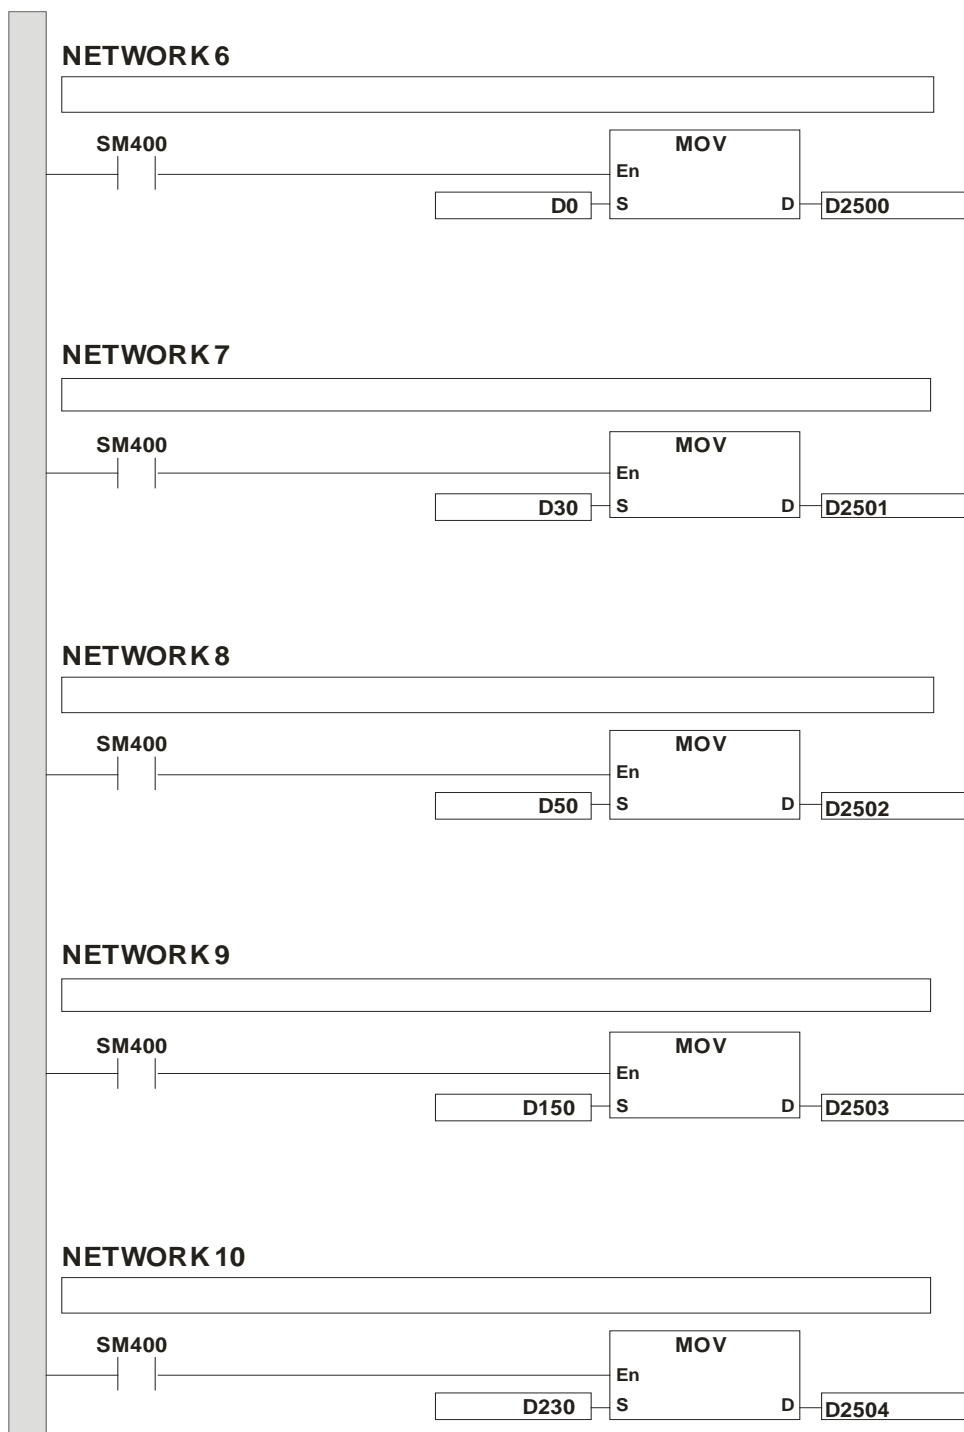 NETWORK 6
SM400
MOV
En
D0 S D D2500
NETWORK 7
SM400
MOV
En
D30 S D D2501
NETWORK 8
SM400
MOV
En
D50 S D D2502
NETWORK 9
SM400
MOV
En
D150 S D D2503
NETWORK 10
SM400
MOV
En
D230 S D D2504